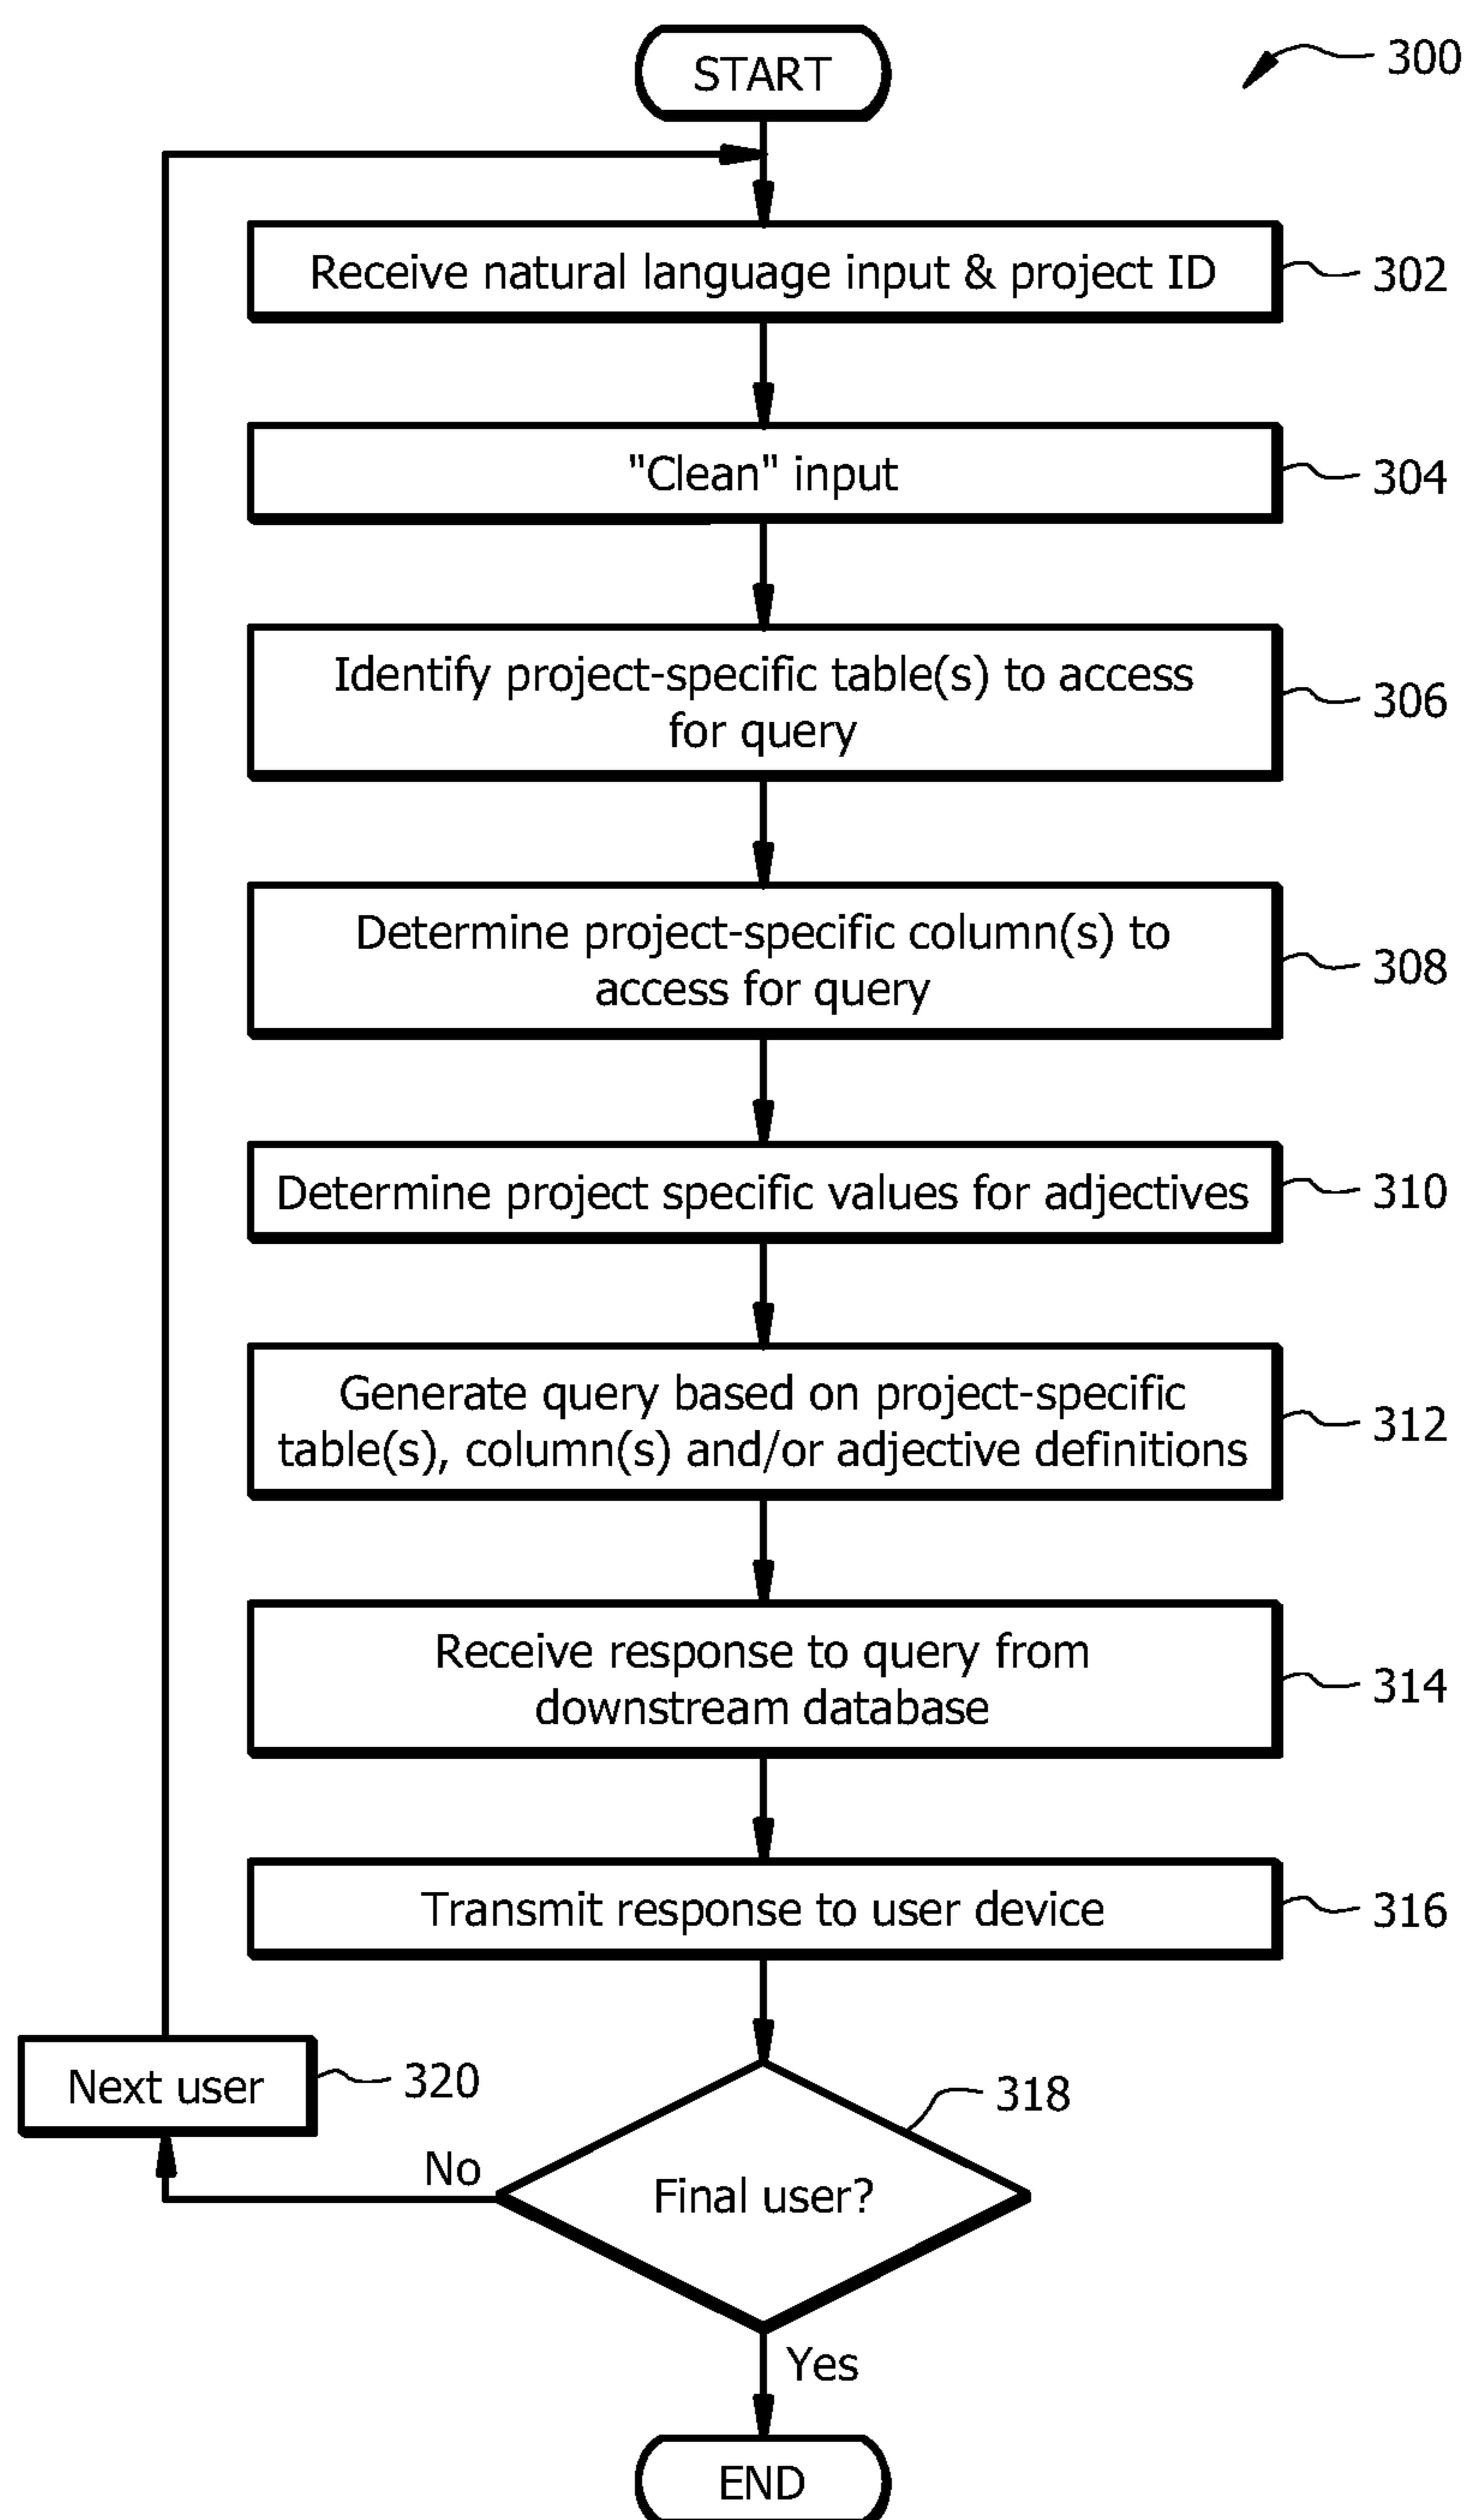 START
300
Receive natural language input & project ID
302
"Clean" input
304
Identify project-specific table(s) to access
for query
306
Determine project-specific column(s) to
access for query
308
Determine project specific values for adjectives
310
Generate query based on project-specific
table(s), column(s) and/or adjective definitions
312
Receive response to query from
downstream database
314
Transmit response to user device
316
Next user
320
318
No
Final user?
Yes
END